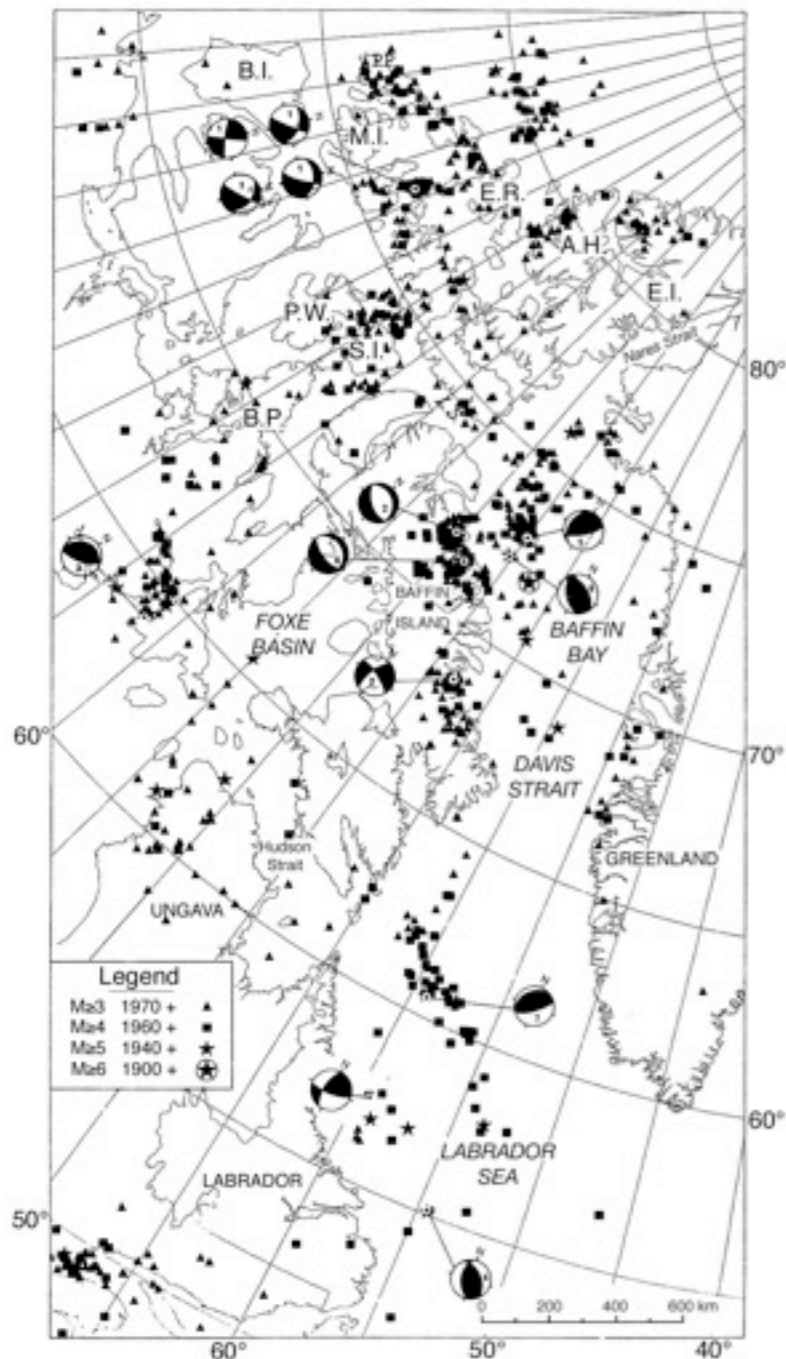 B.I.
M.I.
E.R.
A.H.
E.I.
P.W.
S.I.
Nares Strait
80°
B.P.
BAFFIN
ISLAND
FOXE
BASIN
BAFFIN
BAY
60°
70°
DAVIS
STRAIT
Hudson
Strait
GREENLAND
UNGAVA
Legend
M≥3 1970 +
M≥4 1960 +
M≥5 1940 +
M≥6 1900 +
60°
LABRADOR
SEA
LABRADOR
50°
0 200 400 600 km
60°
50°
40°